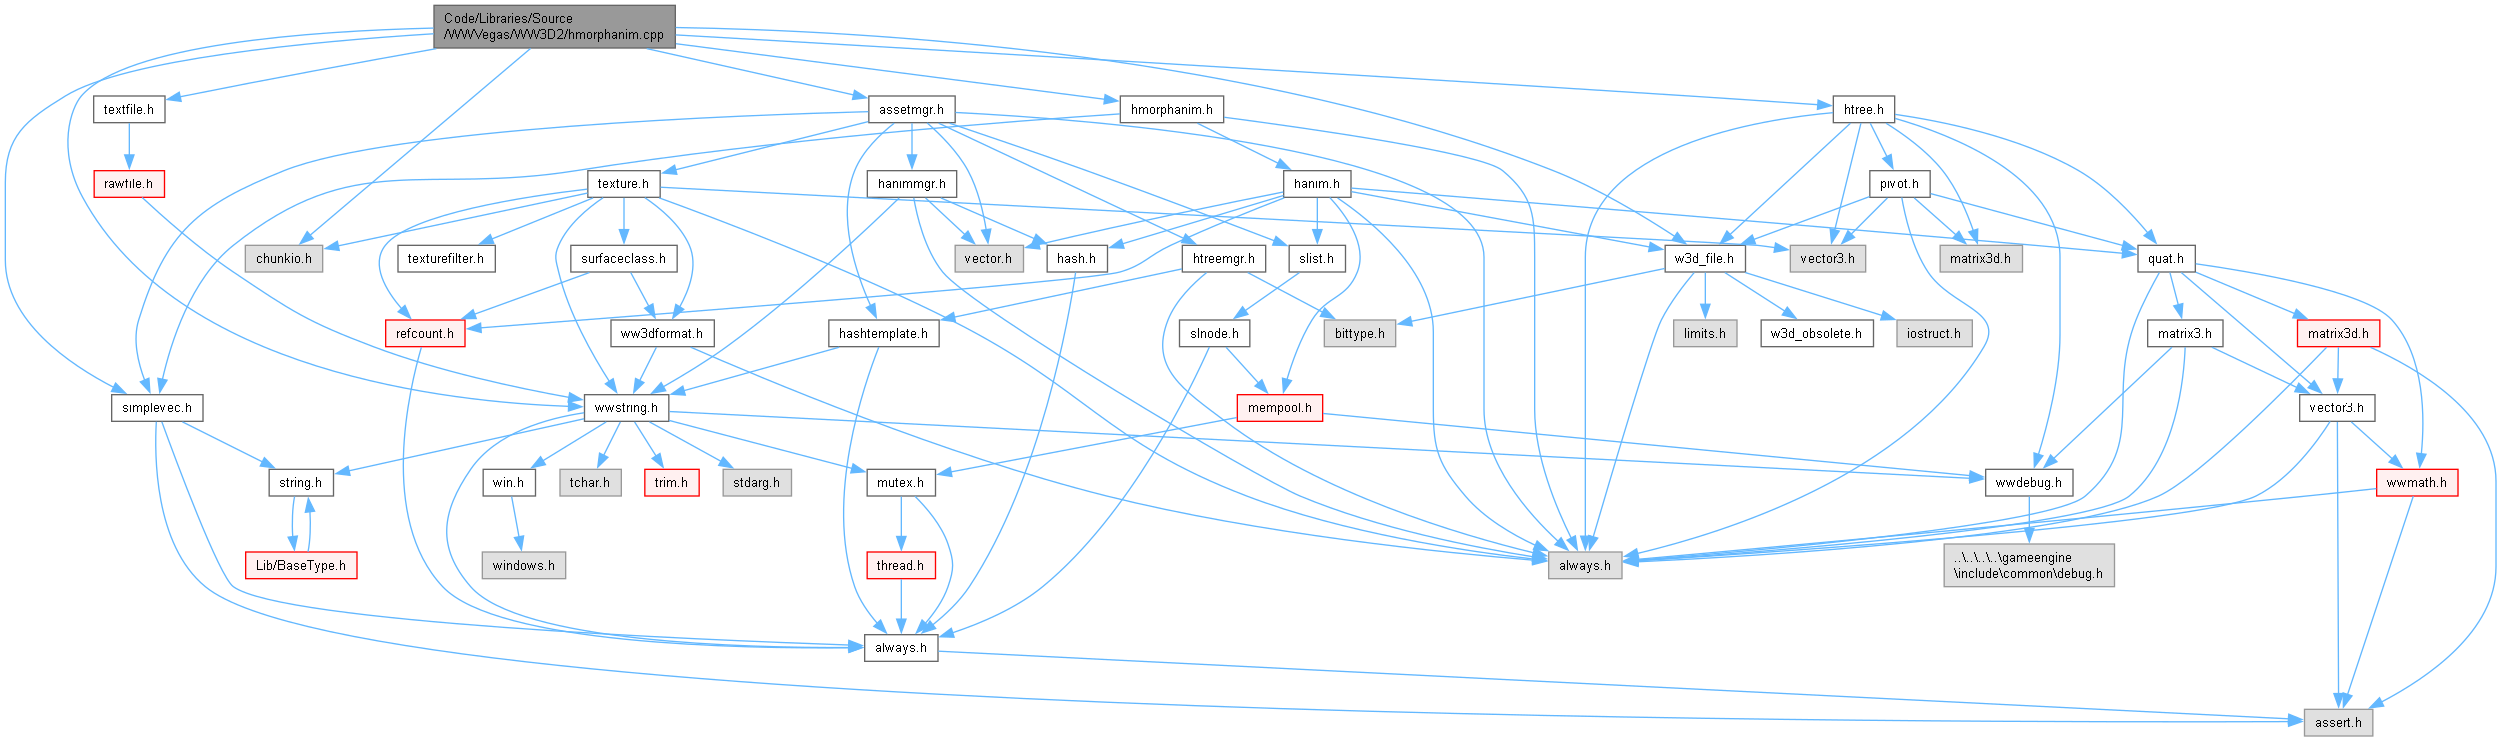 Code/Libraries/Source
/WWVegas/WW3D2/hmorphanim.cpp
textfile.h
assetmgr.h
hmorphanim.h
htree.h
rawfile.h
texture.h
hanimmgr.h
hanim.h
pivot.h
chunkio.h
texturefilter.h
surfaceclass.h
vector.h
hash.h
htreemgr.h
slist.h
w3d_file.h
vector3.h
matrix3d.h
quat.h
refcount.h
ww3dformat.h
hashtemplate.h
slnode.h
bittype.h
limits.h
w3d_obsolete.h
iostruct.h
matrix3.h
matrix3d.h
simplevec.h
wwstring.h
mempool.h
vector3.h
string.h
win.h
tchar.h
trim.h
stdarg.h
mutex.h
wwdebug.h
wwmath.h
Lib/BaseType.h
windows.h
thread.h
always.h
..\..\..\..\gameengine
\include\common\debug.h
always.h
assert.h